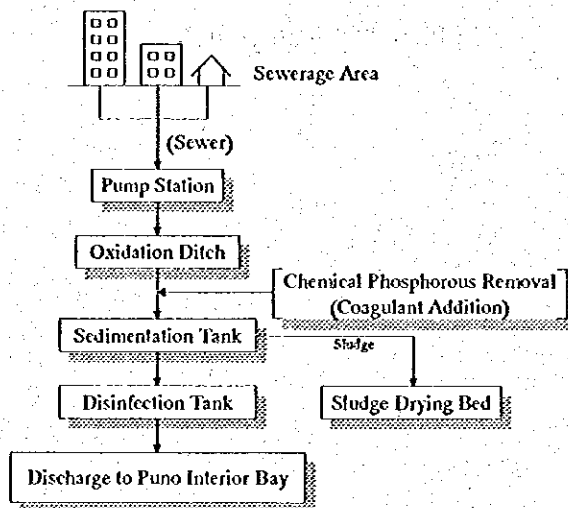 Sewerage Area
(Sewer)
Pump Station
Oxidation Ditch
Chemical Phosphorous Removal
(Coagulant Addition)
Sedimentation Tank
Sludge
Disinfection Tank
Sludge Drying Bed
Discharge to Puno Interior Bay